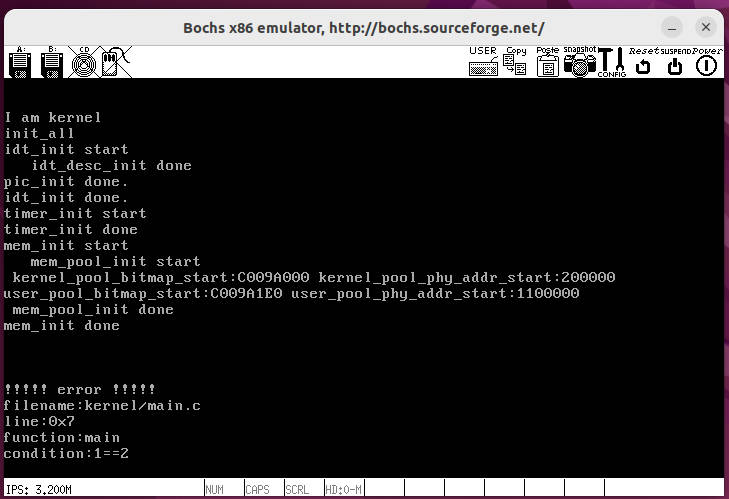 Bochs x86 emulator, http://bochs.sourceforge.net/
A: B: CD USER Copy Paste snapshot CONFIG Reset SUSPEND Power
I am kernel
init_all
idt_init start
idt_desc_init done
pic_init done.
idt_init done.
timer_init start
timer_init done
mem_init start
mem_pool_init start
kernel_pool_bitmap_start:C009A000 kernel_pool_phy_addr_start:200000
user_pool_bitmap_start:C009A1E0 user_pool_phy_addr_start:1100000
mem_pool_init done
mem_init done
!!!!! error !!!!!
filename:kernel/main.c
line:0x7
function:main
condition:1==2
IPS: 3.200M NUM CAPS SCRL HD:0-M